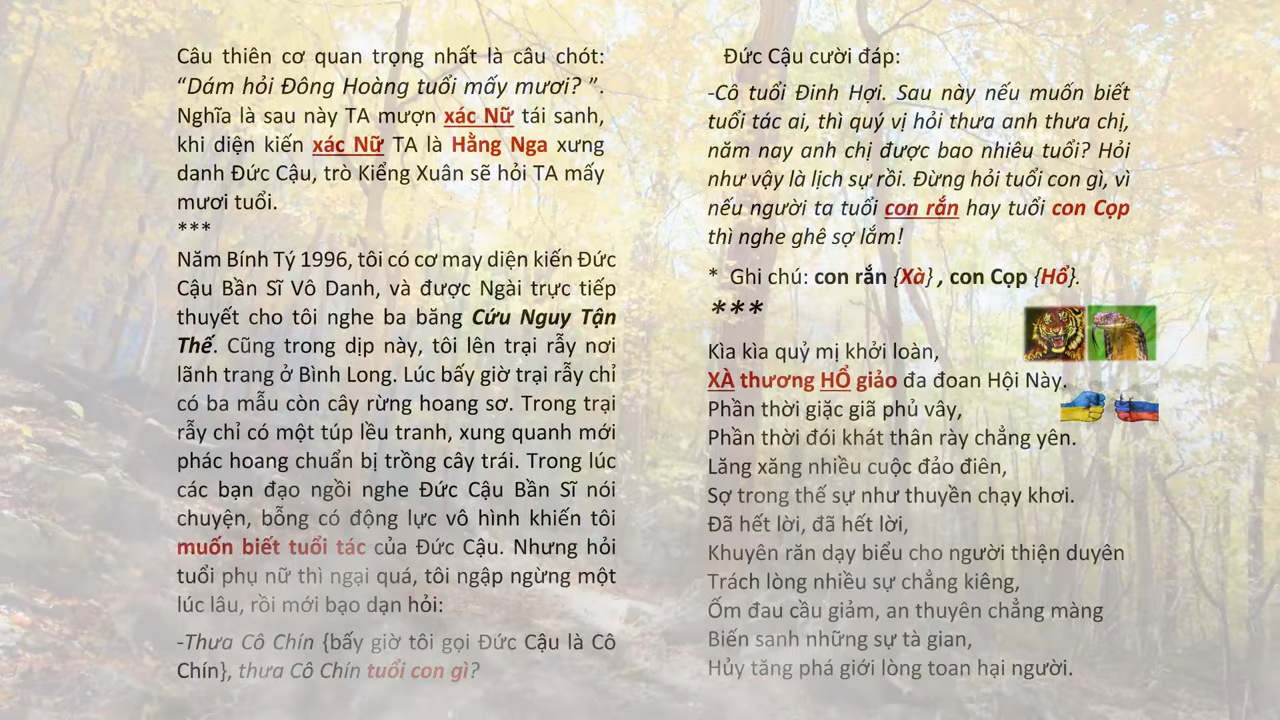 Câu thiên cơ quan trọng nhất là câu chót:
“Dám hỏi Đông Hoàng tuổi mấy mươi? ”.
Nghĩa là sau này TA mượn xác Nữ tái sanh,
khi diện kiến xác Nữ TA là Hằng Nga xưng
danh Đức Cậu, trò Kiểng Xuân sẽ hỏi TA mấy
mươi tuổi.
***
Năm Bính Tý 1996, tôi có cơ may diện kiến Đức
Cậu Bần Sĩ Vô Danh, và được Ngài trực tiếp
thuyết cho tôi nghe ba băng Cứu Nguy Tận
Thế. Cũng trong dịp này, tôi lên trại rẫy nơi
lãnh trang ở Bình Long. Lúc bấy giờ trại rẫy chỉ
có ba mẫu còn cây rừng hoang sơ. Trong trại
rẫy chỉ có một túp lều tranh, xung quanh mới
phác hoang chuẩn bị trồng cây trái. Trong lúc
các bạn đạo ngồi nghe Đức Cậu Bần Sĩ nói
chuyện, bỗng có động lực vô hình khiến tôi
muốn biết tuổi tác của Đức Cậu. Nhưng hỏi
tuổi phụ nữ thì ngại quá, tôi ngập ngừng một
lúc lâu, rồi mới bạo dạn hỏi:
-Thưa Cô Chín {bấy giờ tôi gọi Đức Cậu là Cô
Chín}, thưa Cô Chín tuổi con gì?
Đức Cậu cười đáp:
-Cô tuổi Đinh Hợi. Sau này nếu muốn biết
tuổi tác ai, thì quý vị hỏi thưa anh thưa chị,
năm nay anh chị được bao nhiêu tuổi? Hỏi
như vậy là lịch sự rồi. Đừng hỏi tuổi con gì, vì
nếu người ta tuổi con rắn hay tuổi con Cọp
thì nghe ghê sợ lắm!
* Ghi chú: con rắn {Xà} , con Cọp {Hổ}.
***
Kìa kìa quỷ mị khởi loàn,
XÀ thương HỔ giảo đa đoan Hội Này.
Phần thời giặc giã phủ vây,
Phần thời đói khát thân rày chẳng yên.
Lăng xăng nhiều cuộc đảo điên,
Sợ trong thế sự như thuyền chạy khơi.
Đã hết lời, đã hết lời,
Khuyên răn dạy biểu cho người thiện duyên
Trách lòng nhiều sự chẳng kiêng,
Ốm đau cầu giảm, an thuyên chẳng màng
Biến sanh những sự tà gian,
Hủy tăng phá giới lòng toan hại người.